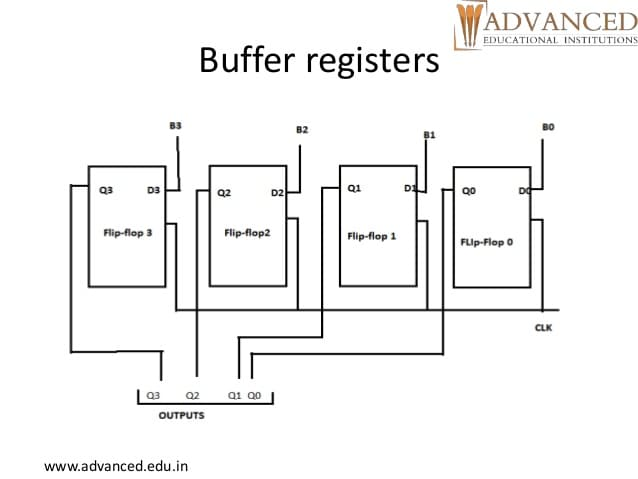 ADVANCED
EDUCATIONAL INSTITUTIONS
Buffer registers
B3
B2
B1
B0
Q3 D3
Q2 D2
Q1 D1
Q0 D0
Flip-flop 3
Flip-flop2
Flip-flop 1
FLIp-Flop 0
CLK
Q3 Q2 Q1 Q0
OUTPUTS
www.advanced.edu.in